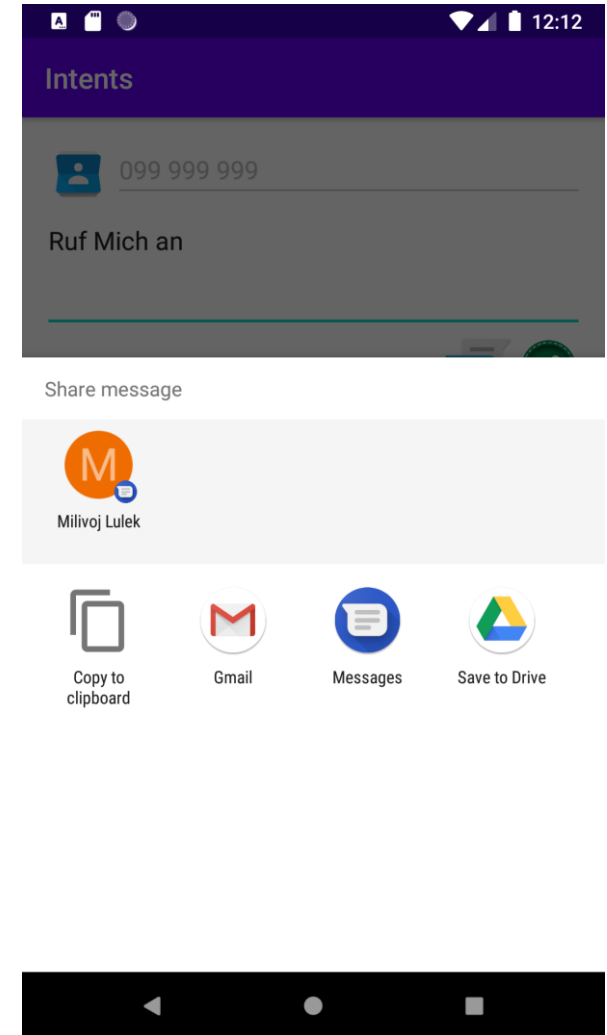 12:12
Intents
099 999 999
Ruf Mich an
Share message
M
Milivoj Lulek
Copy to
clipboard
Gmail
Messages
Save to Drive